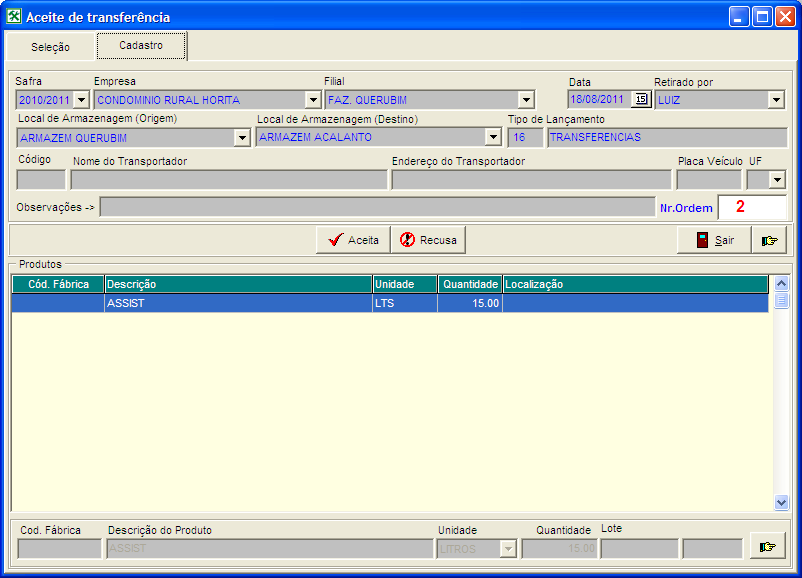 Aceite de transferência
Seleção Cadastro
Safra Empresa Filial Data Retirado por
2010/2011 CONDOMINIO RURAL HORITA FAZ. QUERUBIM 18/08/2011 15 LUIZ
Local de Armazenagem (Origem) Local de Armazenagem (Destino) Tipo de Lançamento
ARMAZEM QUERUBIM ARMAZEM ACALANTO 16 TRANSFERENCIAS
Código Nome do Transportador Endereço do Transportador Placa Veículo UF
Observações -> Nr.Ordem 2
Aceita Recusa Sair
Produtos
Cód. Fábrica Descrição Unidade Quantidade Localização
ASSIST LTS 15.00
Cod. Fábrica Descrição do Produto Unidade Quantidade Lote
ASSIST LITROS 15.00